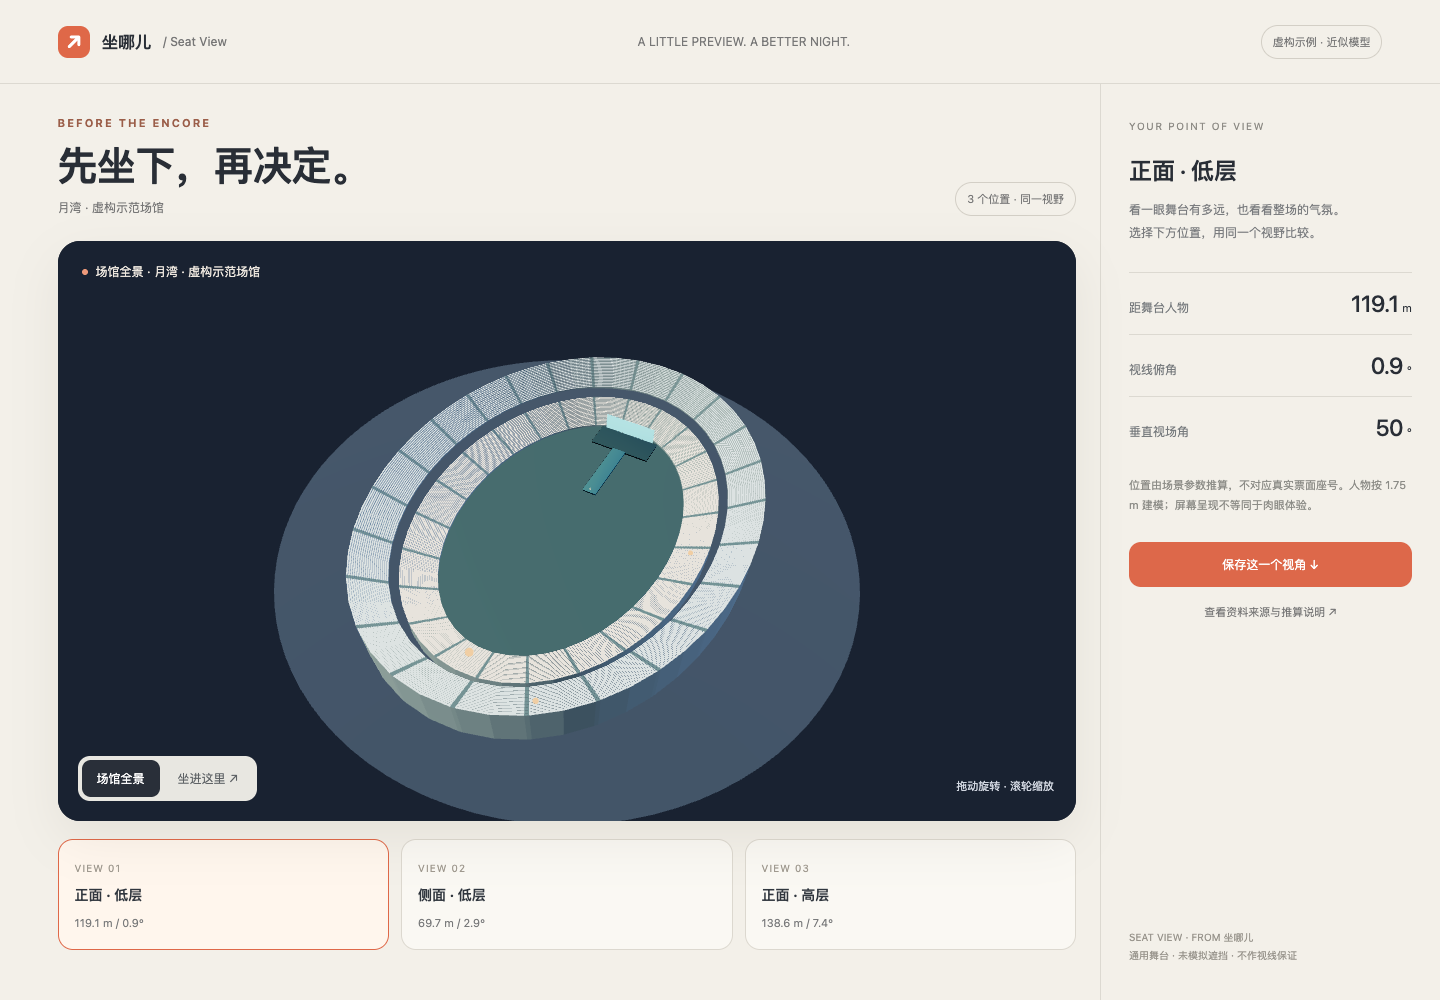 坐哪儿 / Seat View
A LITTLE PREVIEW. A BETTER NIGHT.
虚构示例 · 近似模型
BEFORE THE ENCORE
先坐下，再决定。
月湾 · 虚构示范场馆
3 个位置 · 同一视野
场馆全景 · 月湾 · 虚构示范场馆
场馆全景
坐进这里 ↗
拖动旋转 · 滚轮缩放
VIEW 01
正面 · 低层
119.1 m / 0.9°
VIEW 02
侧面 · 低层
69.7 m / 2.9°
VIEW 03
正面 · 高层
138.6 m / 7.4°
YOUR POINT OF VIEW
正面 · 低层
看一眼舞台有多远，也看看整场的气氛。
选择下方位置，用同一个视野比较。
距舞台人物 119.1 m
视线俯角 0.9 °
垂直视场角 50 °
位置由场景参数推算，不对应真实票面座号。人物按 1.75
m 建模；屏幕呈现不等同于肉眼体验。
保存这一个视角 ↓
查看资料来源与推算说明 ↗
SEAT VIEW · FROM 坐哪儿
通用舞台 · 未模拟遮挡 · 不作视线保证